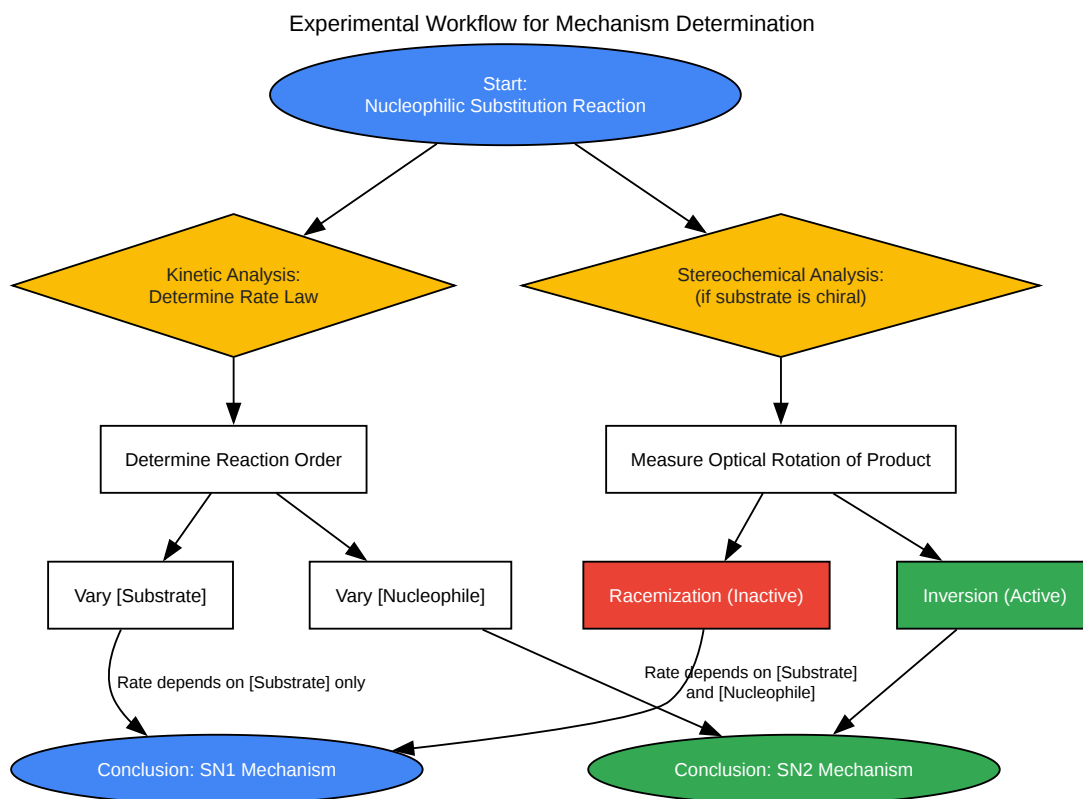 Experimental Workflow for Mechanism Determination
Start:
Nucleophilic Substitution Reaction
Kinetic Analysis:
Determine Rate Law
Stereochemical Analysis:
(if substrate is chiral)
Determine Reaction Order
Measure Optical Rotation of Product
Vary [Substrate]
Vary [Nucleophile]
Racemization (Inactive)
Inversion (Active)
Rate depends on [Substrate] only
Rate depends on [Substrate]
and [Nucleophile]
Conclusion: SN1 Mechanism
Conclusion: SN2 Mechanism